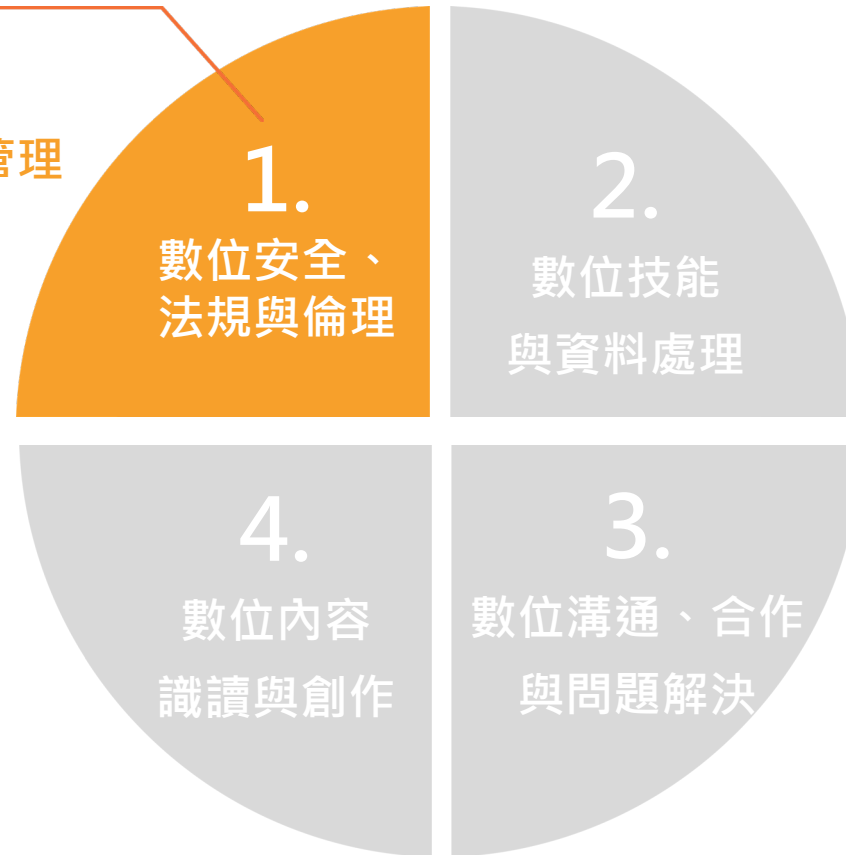 管理
1.
數位安全、
法規與倫理
2.
數位技能
與資料處理
4.
數位內容
識讀與創作
3.
數位溝通、合作
與問題解決